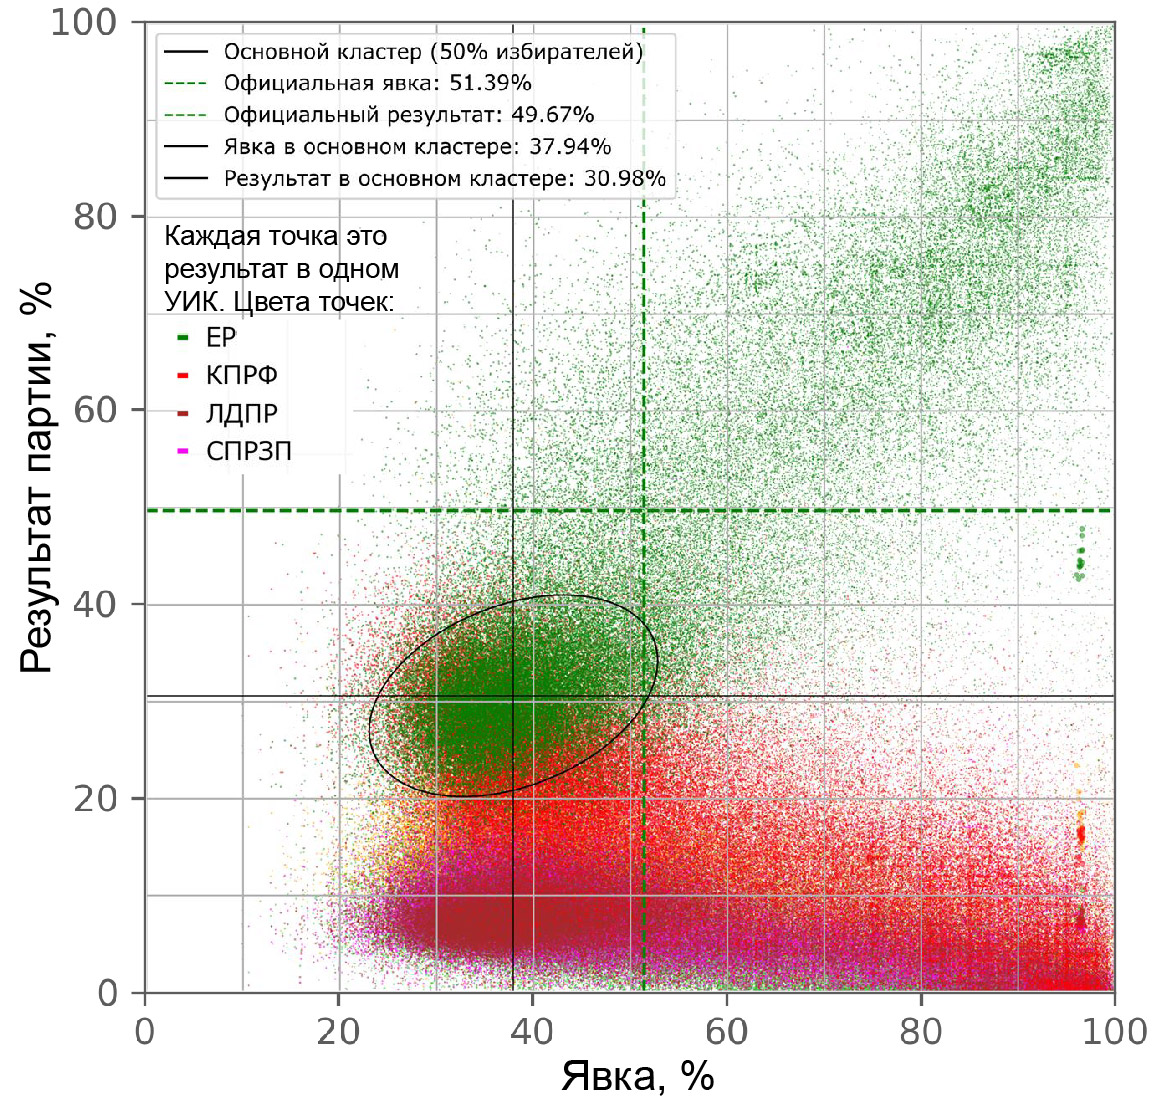 100
Основной кластер (50% избирателей)
Официальная явка: 51.39%
Официальный результат: 49.67%
Явка в основном кластере: 37.94%
Результат в основном кластере: 30.98%
80
Каждая точка это
результат в одном
УИК. Цвета точек:
ЕР
КПРФ
ЛДПР
СПРЗП
60
40
20
0
Результат партии, %
0 20 40 60 80 100
Явка, %